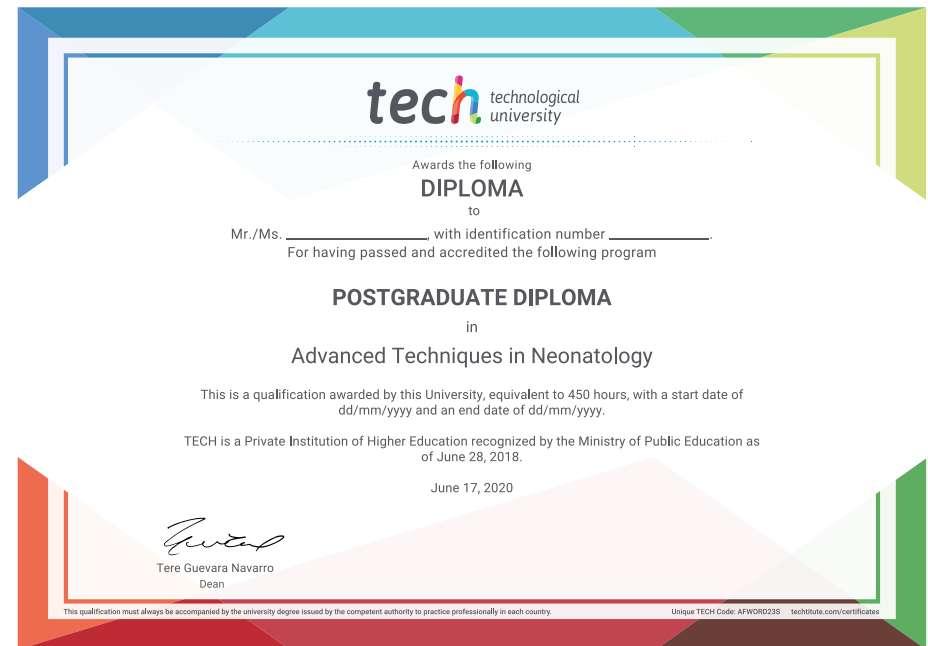 tech technological
university
Awards the following
DIPLOMA
to
Mr./Ms. ____________________, with identification number ______________.
For having passed and accredited the following program
POSTGRADUATE DIPLOMA
in
Advanced Techniques in Neonatology
This is a qualification awarded by this University, equivalent to 450 hours, with a start date of
dd/mm/yyyy and an end date of dd/mm/yyyy.
TECH is a Private Institution of Higher Education recognized by the Ministry of Public Education as
of June 28, 2018.
June 17, 2020
Tere Guevara Navarro
Dean
This qualification must always be accompanied by the university degree issued by the competent authority to practice professionally in each country. Unique TECH Code: AFWORD23S techtitute.com/certificates